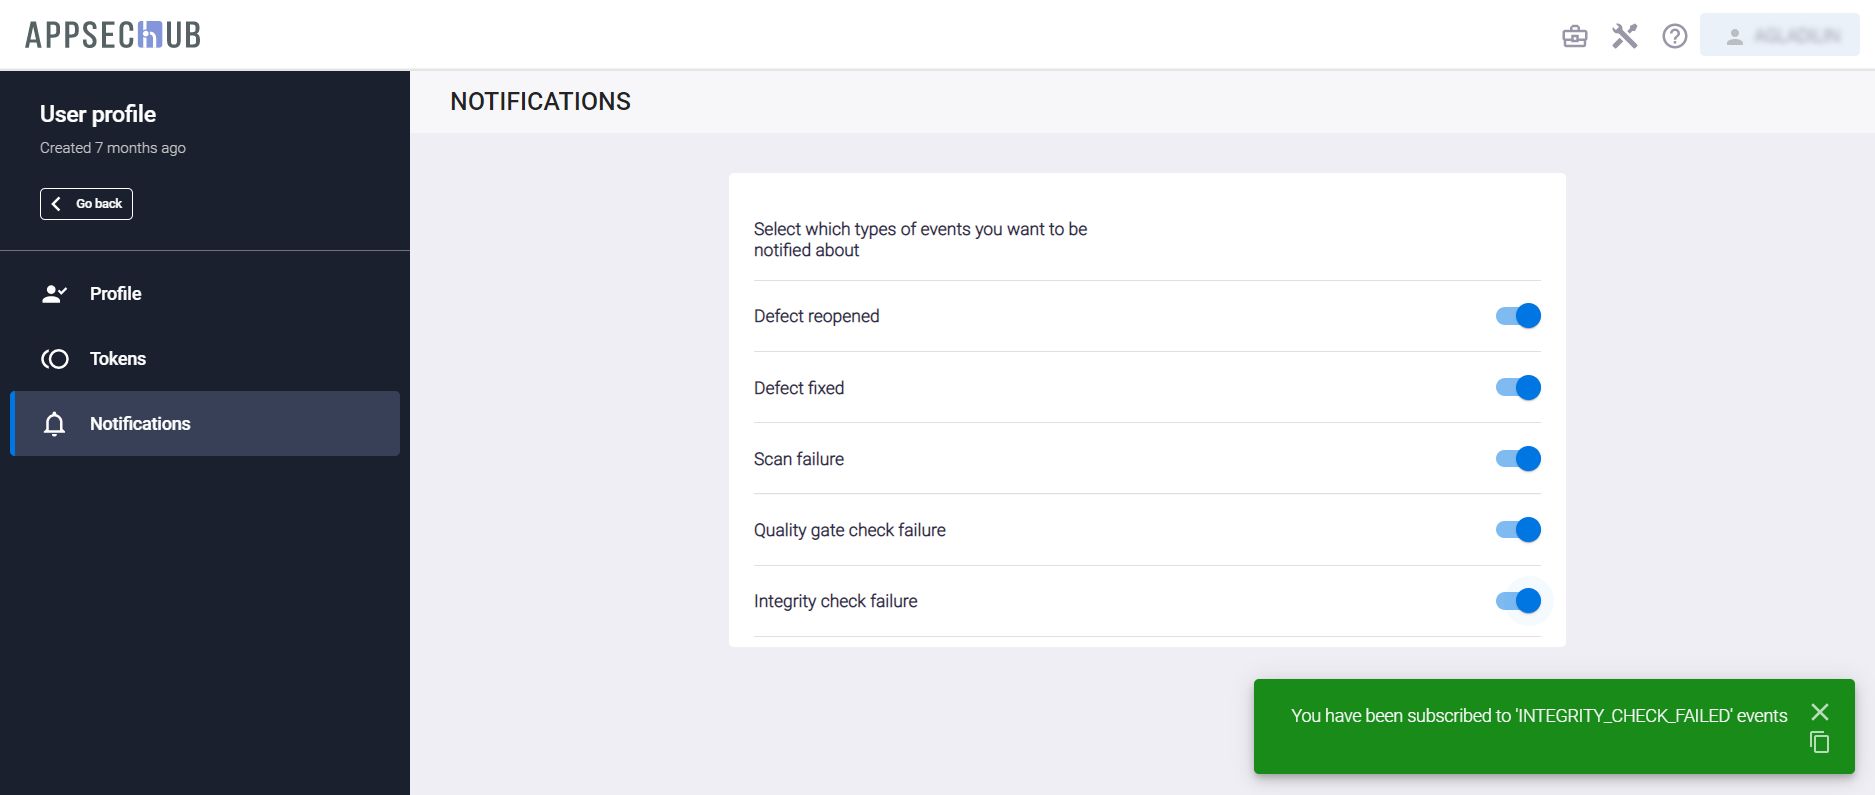 APPSECHUB
User profile
Created 7 months ago
Go back
Profile
Tokens
Notifications
NOTIFICATIONS
Select which types of events you want to be
notified about
Defect reopened
Defect fixed
Scan failure
Quality gate check failure
Integrity check failure
You have been subscribed to 'INTEGRITY_CHECK_FAILED' events